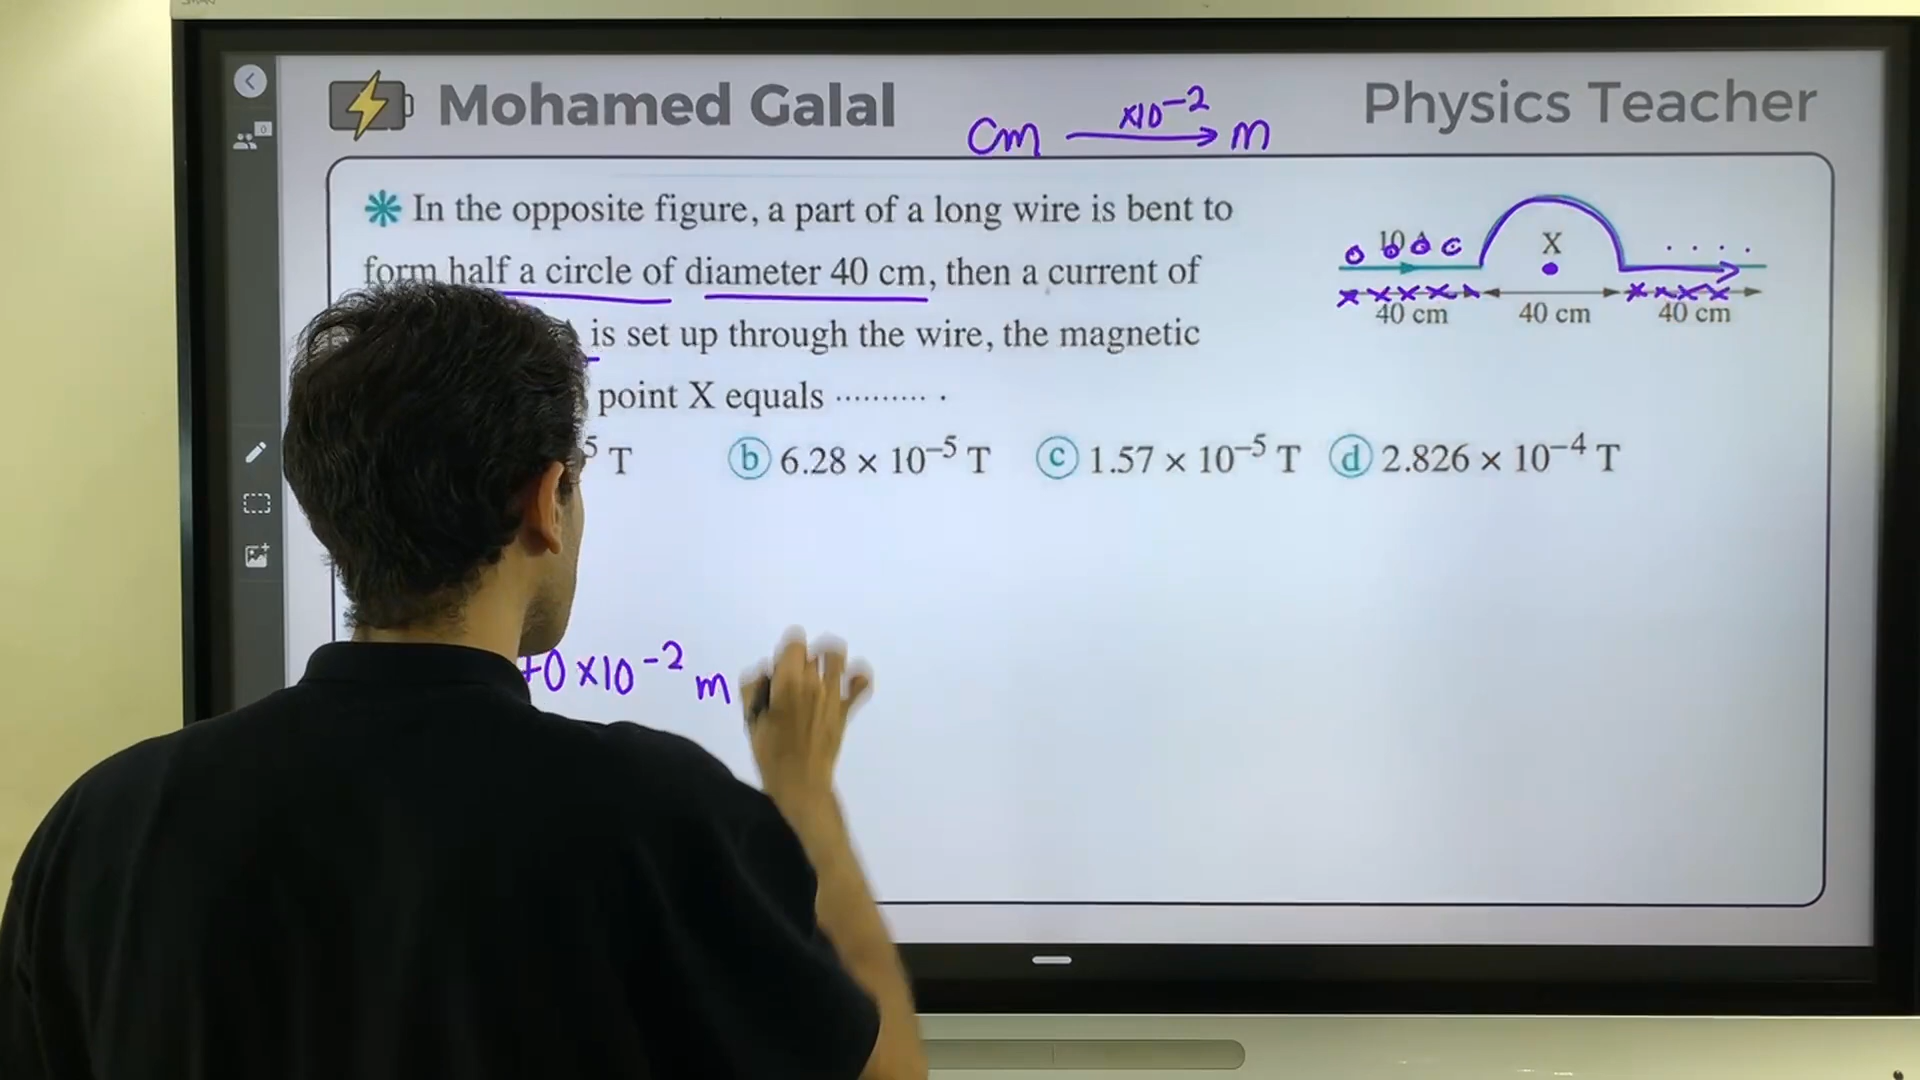 Mohamed Galal
Physics Teacher
cm ×10⁻² → m
In the opposite figure, a part of a long wire is bent to
form half a circle of diameter 40 cm, then a current of
is set up through the wire, the magnetic
point X equals .......... .
⁵ T ⓑ 6.28 × 10⁻⁵ T ⓒ 1.57 × 10⁻⁵ T ⓓ 2.826 × 10⁻⁴ T
X
40 cm 40 cm 40 cm
0 ×10⁻² m